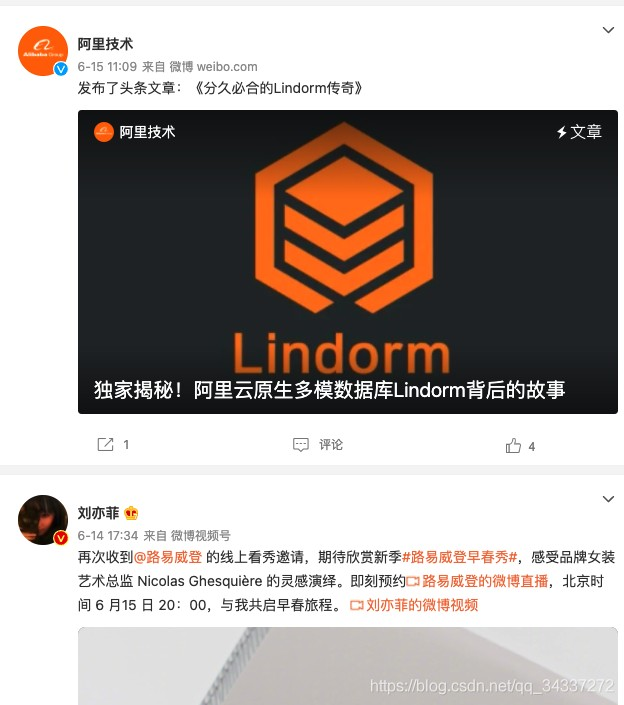 阿里技术
6-15 11:09 来自 微博 weibo.com
发布了头条文章：《分久必合的Lindorm传奇》
阿里技术
文章
Lindorm
独家揭秘！阿里云原生多模数据库Lindorm背后的故事
1
评论
4
刘亦菲
6-14 17:34 来自 微博视频号
再次收到@路易威登 的线上看秀邀请，期待欣赏新季#路易威登早春秀#，感受品牌女装
艺术总监 Nicolas Ghesquière 的灵感演绎。即刻预约路易威登的微博直播，北京时
间 6 月15 日 20：00，与我共启早春旅程。 刘亦菲的微博视频
https://blog.csdn.net/qq_34337272